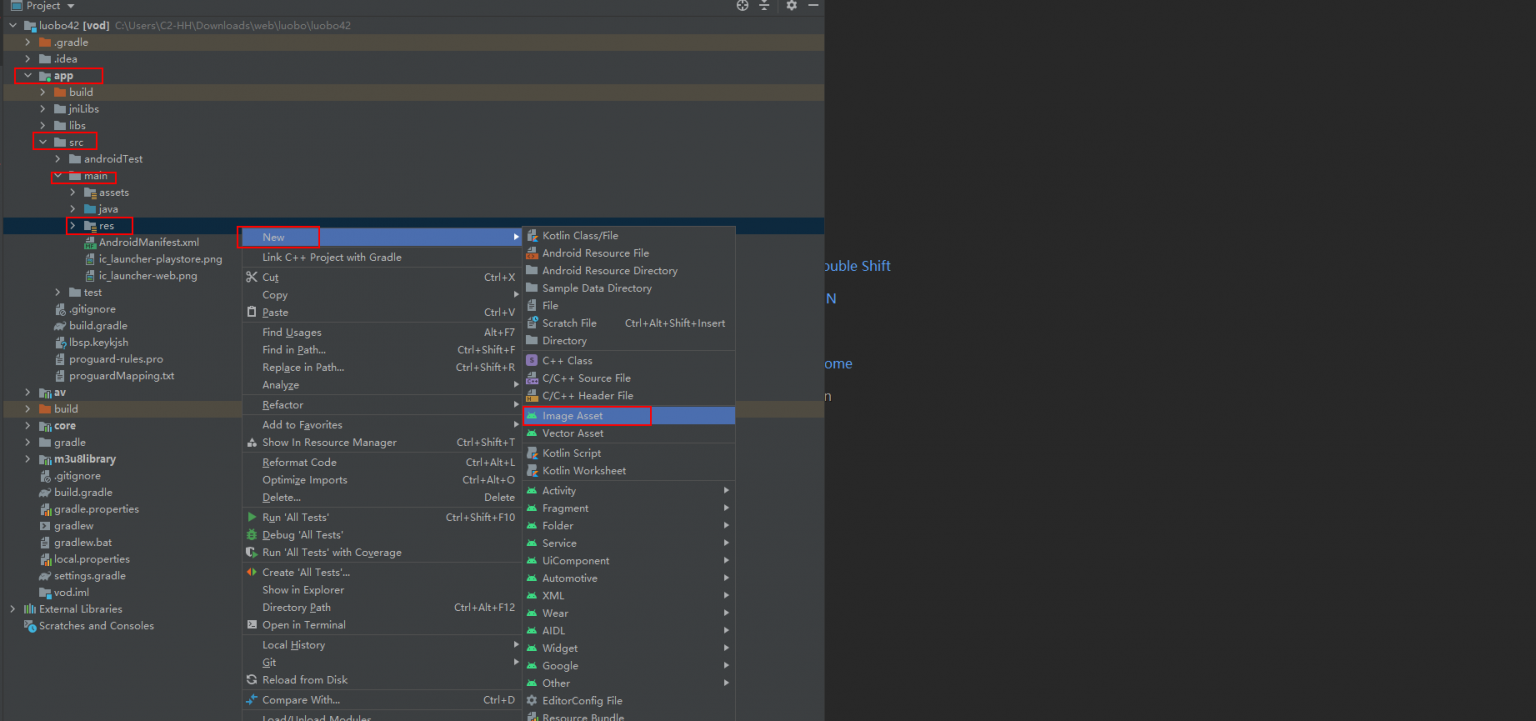 Project
luobo42 [vod] C:\Users\C2-HH\Downloads\web\luobo\luobo42
.gradle
.idea
app
build
jniLibs
libs
src
androidTest
main
assets
java
res
AndroidManifest.xml
ic_launcher-playstore.png
ic_launcher-web.png
test
.gitignore
build.gradle
lbsp.keykjsh
proguard-rules.pro
proguardMapping.txt
av
build
core
gradle
m3u8library
.gitignore
build.gradle
gradle.properties
gradlew
gradlew.bat
local.properties
settings.gradle
vod.iml
External Libraries
Scratches and Consoles
New
Link C++ Project with Gradle
Cut Ctrl+X
Copy
Paste Ctrl+V
Find Usages Alt+F7
Find in Path... Ctrl+Shift+F
Replace in Path... Ctrl+Shift+R
Analyze
Refactor
Add to Favorites
Show In Resource Manager Ctrl+Shift+T
Reformat Code Ctrl+Alt+L
Optimize Imports Ctrl+Alt+O
Delete... Delete
Run 'All Tests' Ctrl+Shift+F10
Debug 'All Tests'
Run 'All Tests' with Coverage
Create 'All Tests'...
Show in Explorer
Directory Path Ctrl+Alt+F12
Open in Terminal
Local History
Git
Reload from Disk
Compare With... Ctrl+D
Load/Unload Modules
Kotlin Class/File
Android Resource File
Android Resource Directory
Sample Data Directory
File
Scratch File Ctrl+Alt+Shift+Insert
Directory
C++ Class
C/C++ Source File
C/C++ Header File
Image Asset
Vector Asset
Kotlin Script
Kotlin Worksheet
Activity
Fragment
Folder
Service
UiComponent
Automotive
XML
Wear
AIDL
Widget
Google
Other
EditorConfig File
Resource Bundle
ouble Shift
N
ome
n